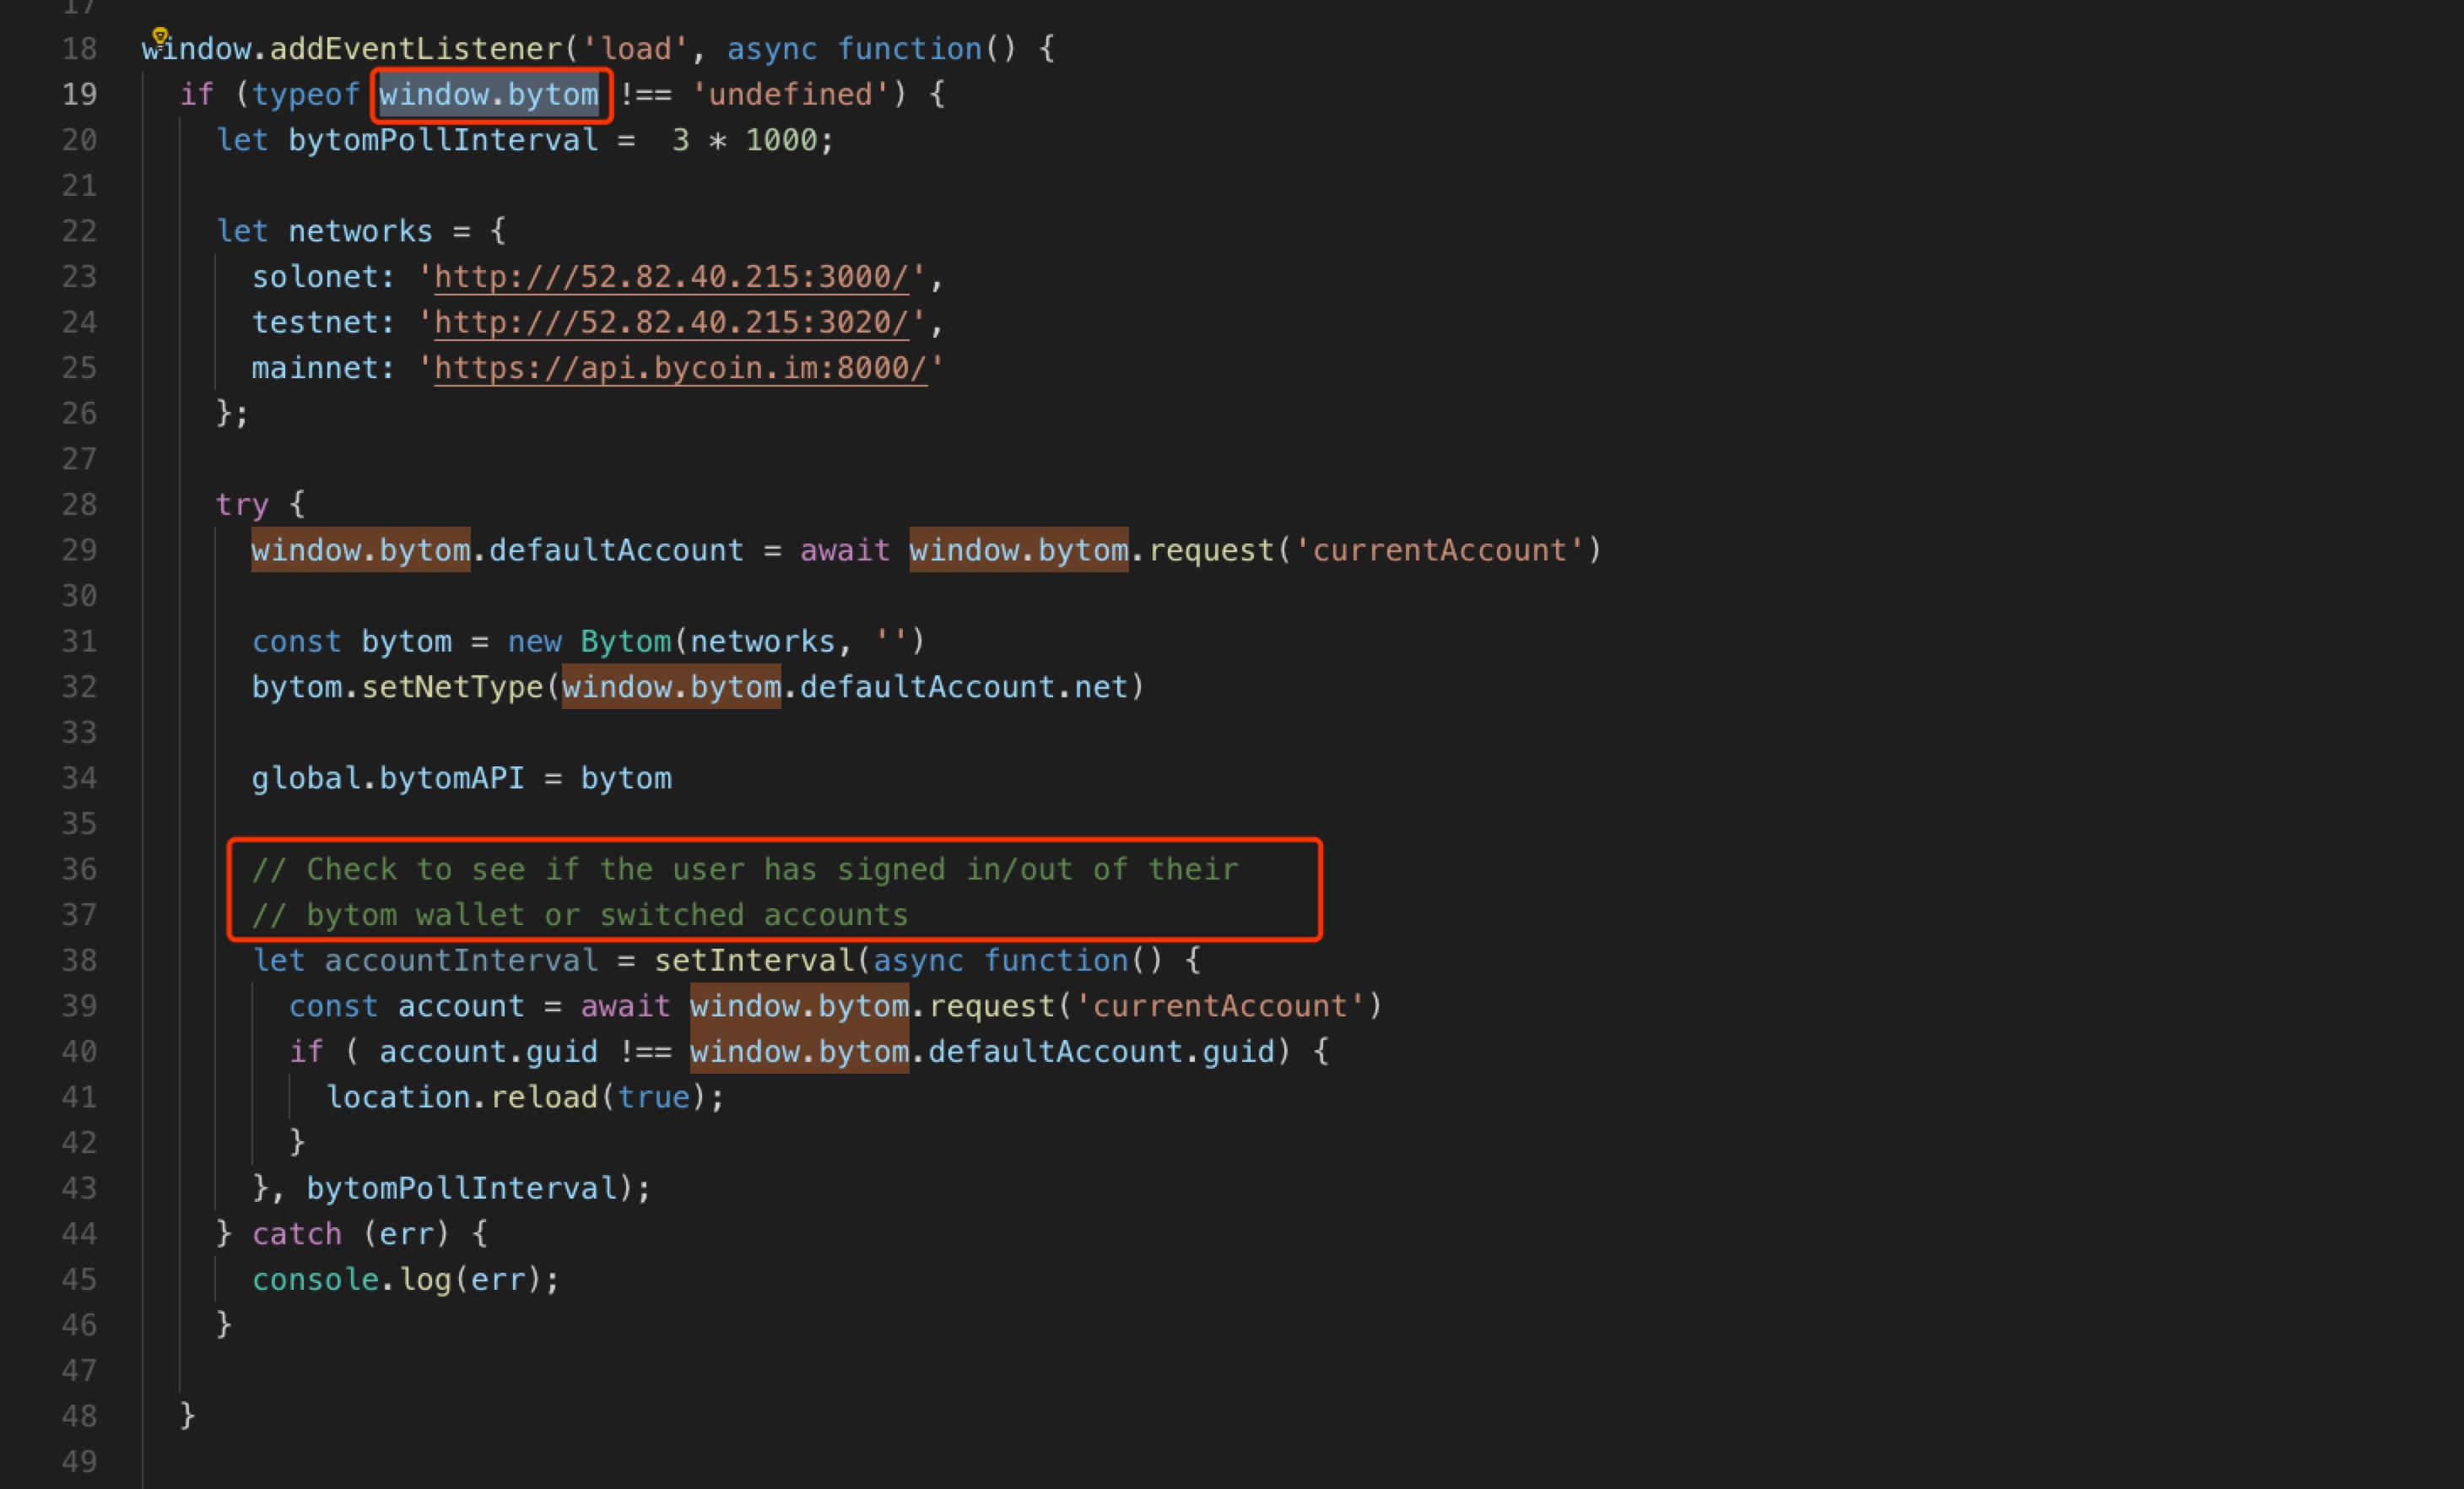 17
18 window.addEventListener('load', async function() {
19 if (typeof window.bytom !== 'undefined') {
20 let bytomPollInterval =  3 * 1000;
21
22 let networks = {
23 solonet: 'http:///52.82.40.215:3000/',
24 testnet: 'http:///52.82.40.215:3020/',
25 mainnet: 'https://api.bycoin.im:8000/'
26 };
27
28 try {
29 window.bytom.defaultAccount = await window.bytom.request('currentAccount')
30
31 const bytom = new Bytom(networks, '')
32 bytom.setNetType(window.bytom.defaultAccount.net)
33
34 global.bytomAPI = bytom
35
36 // Check to see if the user has signed in/out of their
37 // bytom wallet or switched accounts
38 let accountInterval = setInterval(async function() {
39 const account = await window.bytom.request('currentAccount')
40 if ( account.guid !== window.bytom.defaultAccount.guid) {
41 location.reload(true);
42 }
43 }, bytomPollInterval);
44 } catch (err) {
45 console.log(err);
46 }
47
48 }
49